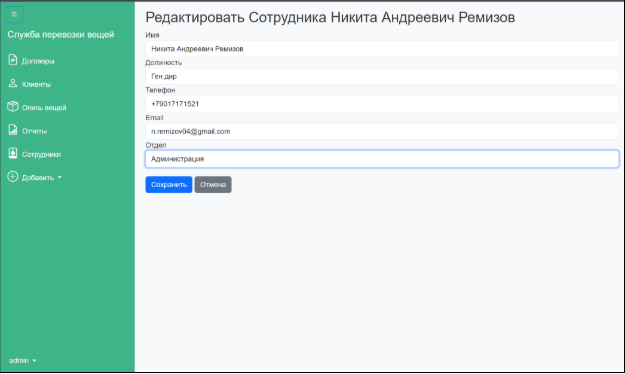 Служба перевозки вещей
Договоры
Клиенты
Опись вещей
Отчеты
Сотрудники
Добавить
admin
Редактировать Сотрудника Никита Андреевич Ремизов
Имя
Никита Андреевич Ремизов
Должность
Ген дир
Телефон
+79017171521
Email
n.remizov04@gmail.com
Отдел
Администрация
Сохранить Отмена